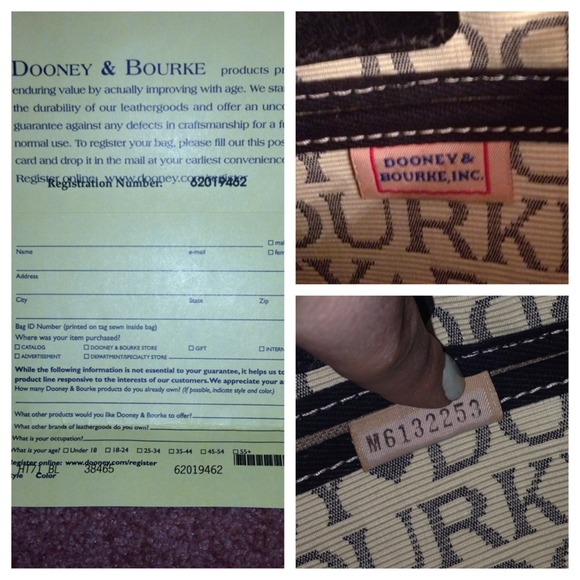 DOONEY & BOURKE products
enduring value by actually improving with age. We
the durability of our leathergoods and offer an
guarantee against any defects in craftsmanship for a
normal use. To register your bag, please fill out this
card and drop it in the mail at your earliest
Register online: www.dooney.com/register
Registration Number: 62019462
Name e-mail
Address
City State Zip
Bag ID Number (printed on tag sewn inside bag)
Where was your item purchased?
CATALOG DOONEY & BOURKE STORE GIFT
ADVERTISEMENT DEPARTMENT/SPECIALTY STORE
While the following information is not essential to your guarantee, it helps us to
product line responsive to the interests of our customers. We appreciate your
How many Dooney & Bourke products do you already own? (If possible, indicate style and color.)
What other products would you like Dooney & Bourke to offer?
What other brands of leathergoods do you own?
What is your occupation?
What is your age? Under 18 18-24 25-34 35-44 45-54 55+
Register online: www.dooney.com/register
BL 38465 62019462
Color
DOONEY &
BOURKE, INC.
OURK
M6132253
OURK